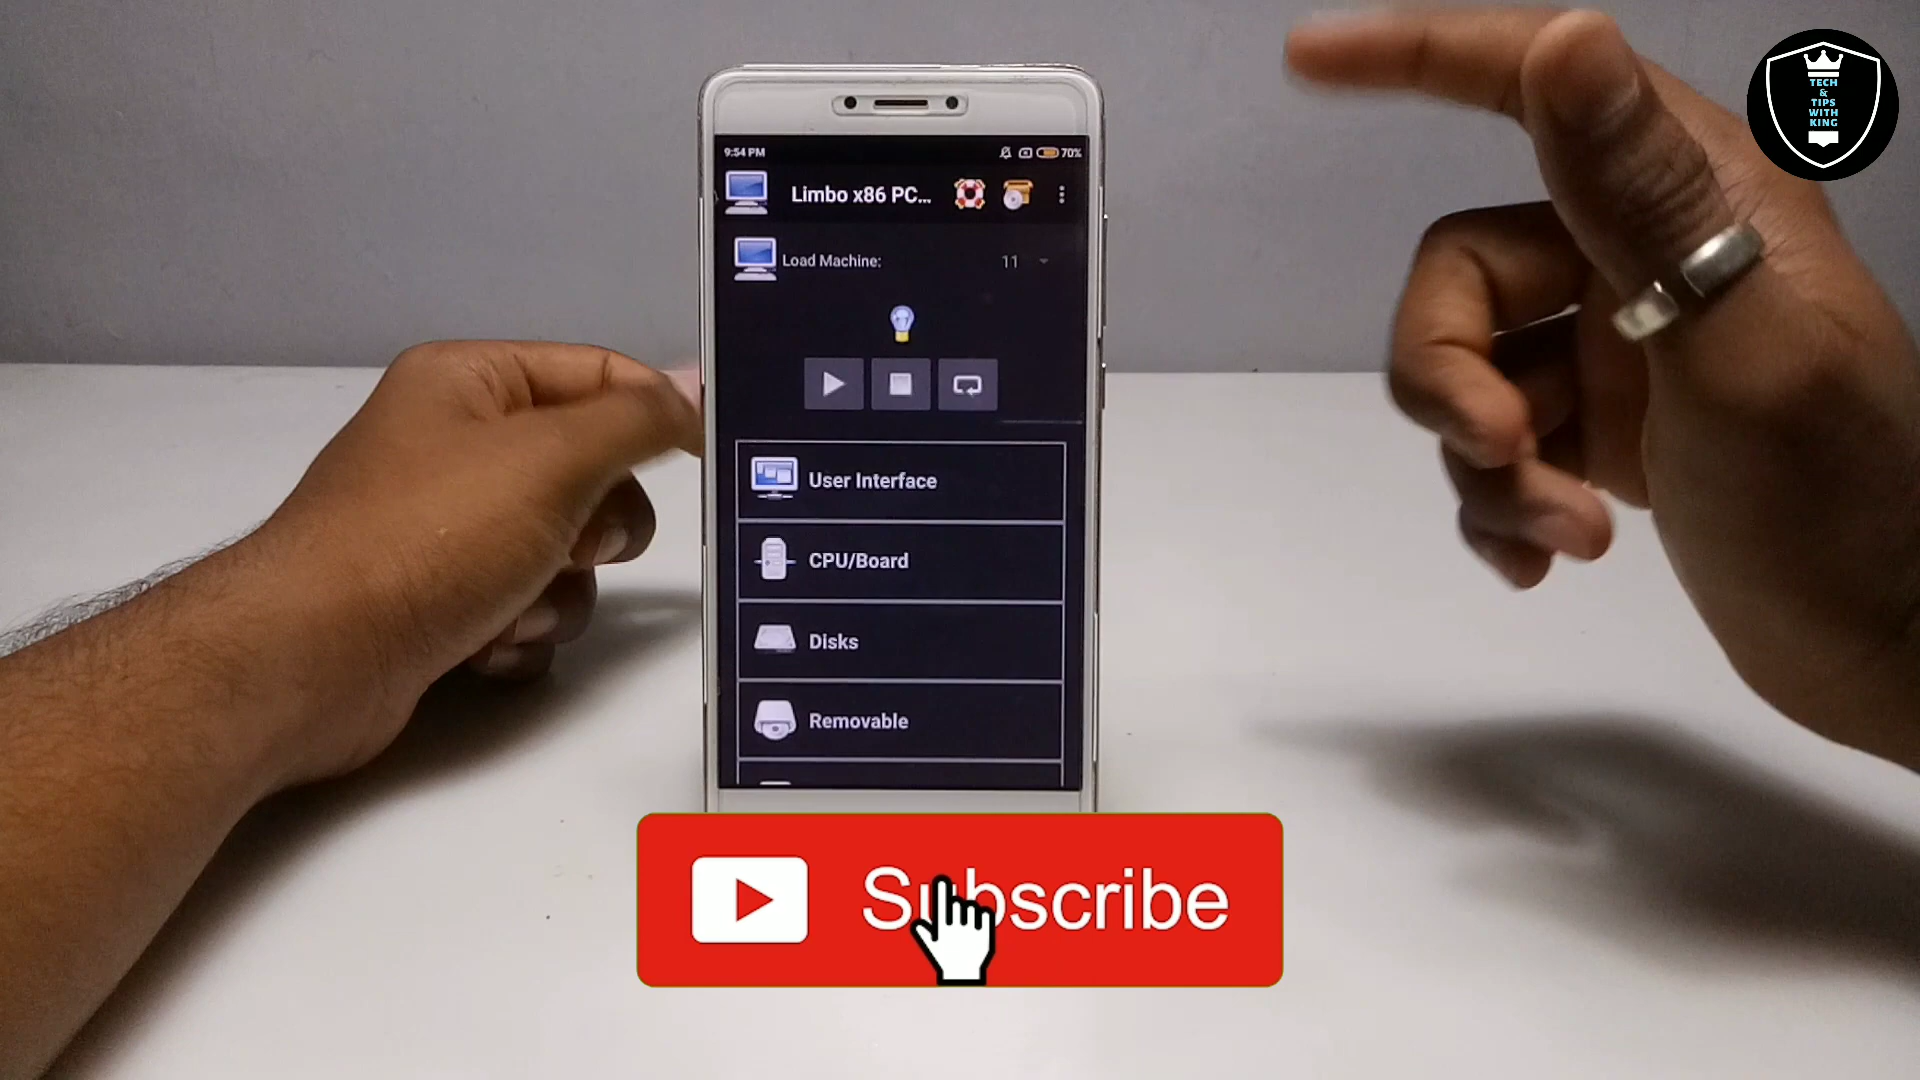 TECH
&
TIPS
WITH
KING
9:54 PM
70%
Limbo x86 PC...
Load Machine:
11
User Interface
CPU/Board
Disks
Removable
Subscribe